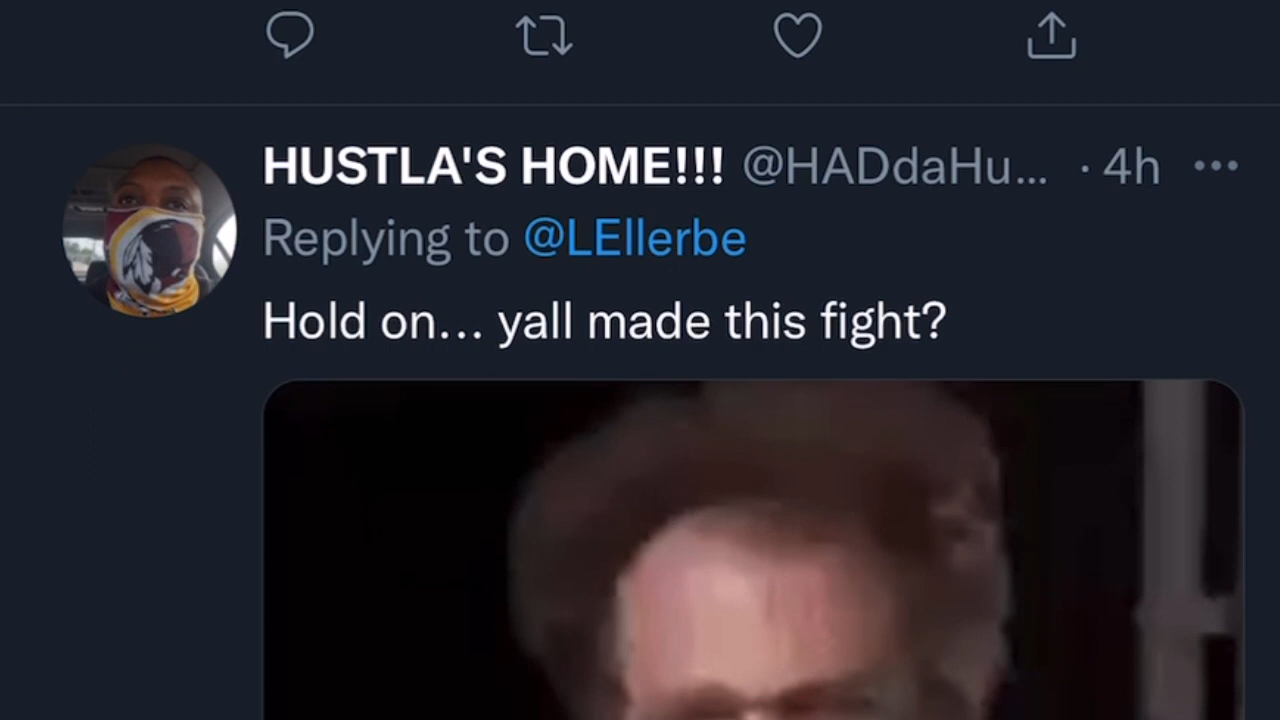 HUSTLA'S HOME!!! @HADdaHu... · 4h
Replying to @LEllerbe
Hold on... yall made this fight?